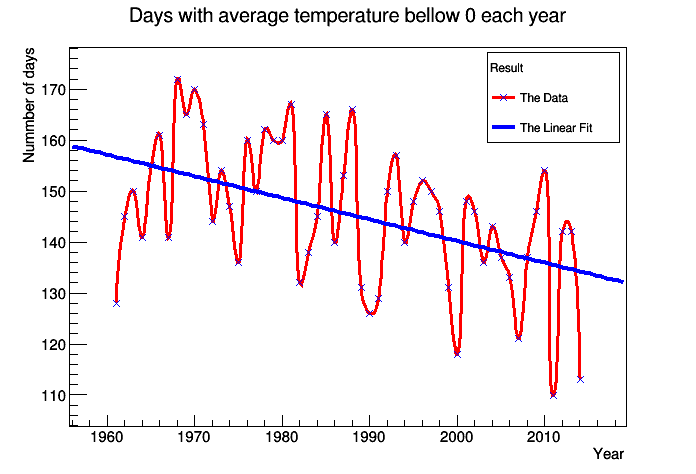 Days with average temperature bellow 0 each year
Nummber of days
170
160
150
140
130
120
110
Result
The Data
The Linear Fit
1960 1970 1980 1990 2000 2010
Year